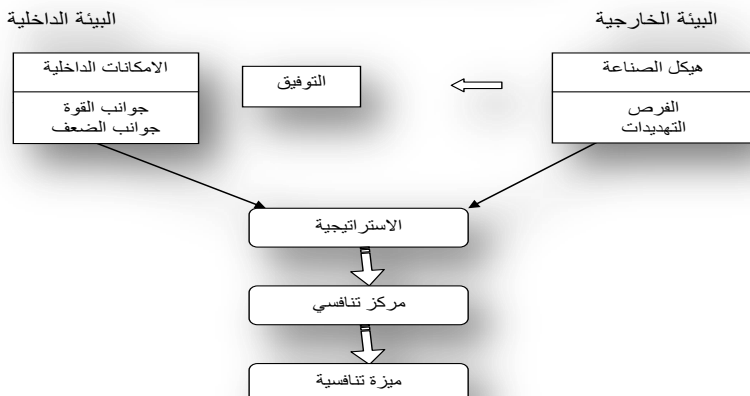 البيئة الخارجية
البيئة الداخلية
هيكل الصناعة
الفرص
التهديدات
التوفيق
الامكانات الداخلية
جوانب القوة
جوانب الضعف
الاستراتيجية
مركز تنافسي
ميزة تنافسية